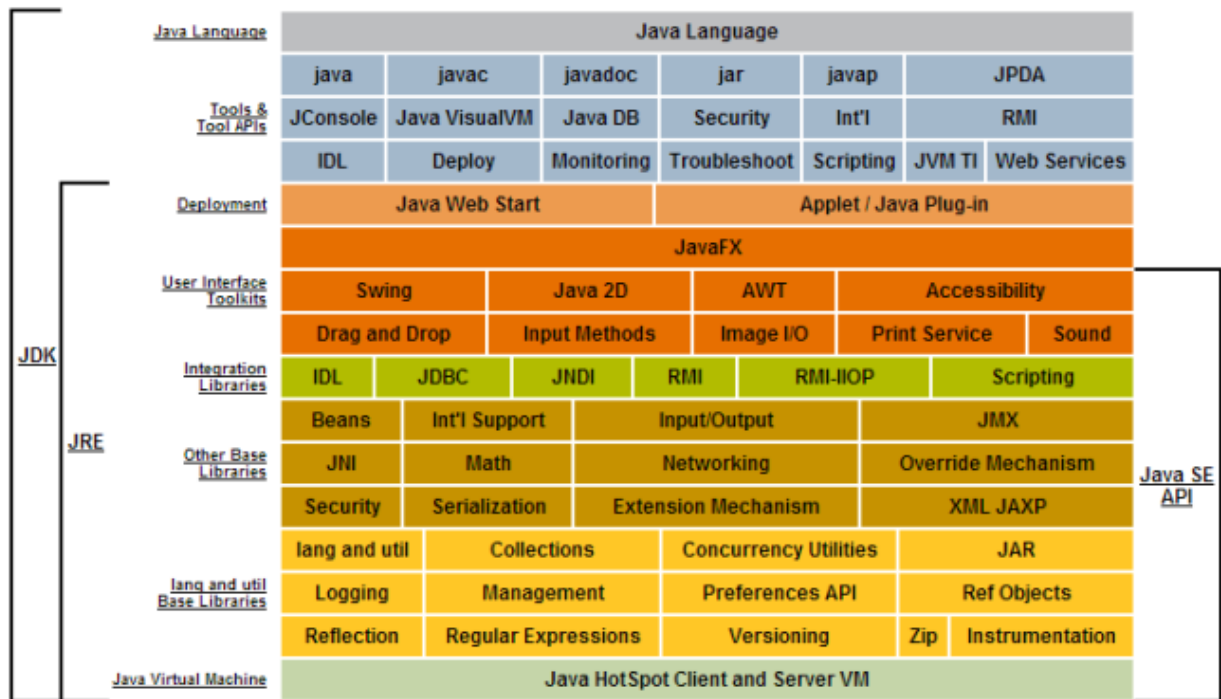 Java Language Java Language
java javac javadoc jar javap JPDA
Tools &
Tool APIs
JConsole Java VisualVM Java DB Security Int'l RMI
IDL Deploy Monitoring Troubleshoot Scripting JVM TI Web Services
Deployment Java Web Start Applet / Java Plug-in
JavaFX
User Interface
Toolkits
Swing Java 2D AWT Accessibility
Drag and Drop Input Methods Image I/O Print Service Sound
JDK
Integration
Libraries
IDL JDBC JNDI RMI RMI-IIOP Scripting
Beans Int'l Support Input/Output JMX
JRE
Other Base
Libraries
JNI Math Networking Override Mechanism
Java SE
API
Security Serialization Extension Mechanism XML JAXP
lang and util Collections Concurrency Utilities JAR
lang and util
Base Libraries
Logging Management Preferences API Ref Objects
Reflection Regular Expressions Versioning Zip Instrumentation
Java Virtual Machine Java HotSpot Client and Server VM